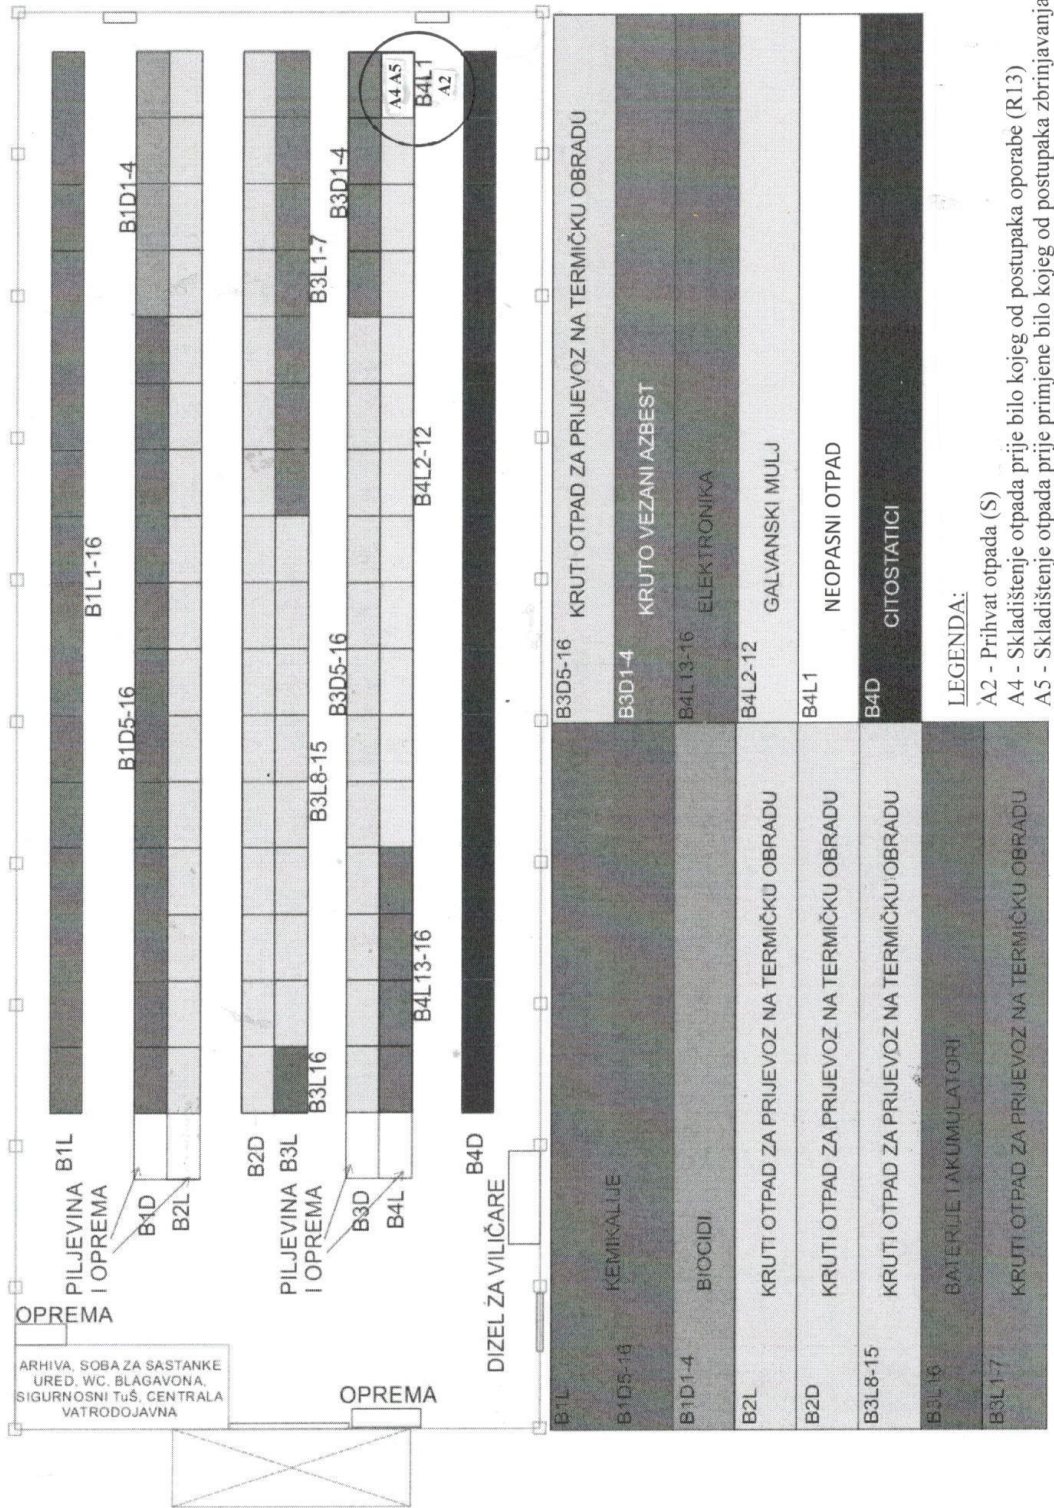 B1L
B1L1-16
B1D1-4
B1D5-16
PILJEVINA
I OPREMA
B1D
B2L
B2D
B3L
B3L1-7
B3L8-15
B3L16
PILJEVINA
I OPREMA
B3D1-4
B3D5-16
B3D
B4L
A4 A5
B4L1
A2
B4L2-12
B4L13-16
B4D
DIZEL ZA VILIČARE
OPREMA
ARHIVA, SOBA ZA SASTANKE
URED, WC, BLAGAVONA,
SIGURNOSNI TuŠ, CENTRALA
VATRODOJAVNA
OPREMA
B1L
B1D5-16 KEMIKALIJE
B1D1-4 BIOCIDI
B2L KRUTI OTPAD ZA PRIJEVOZ NA TERMIČKU OBRADU
B2D KRUTI OTPAD ZA PRIJEVOZ NA TERMIČKU OBRADU
B3L8-15 KRUTI OTPAD ZA PRIJEVOZ NA TERMIČKU OBRADU
B3L16 BATERIJE I AKUMULATORI
B3L1-7 KRUTI OTPAD ZA PRIJEVOZ NA TERMIČKU OBRADU
B3D5-16 KRUTI OTPAD ZA PRIJEVOZ NA TERMIČKU OBRADU
B3D1-4 KRUTO VEZANI AZBEST
B4L13-16 ELEKTRONIKA
B4L2-12 GALVANSKI MULJ
B4L1 NEOPASNI OTPAD
B4D CITOSTATICI
LEGENDA:
A2 - Prihvat otpada (S)
A4 - Skladištenje otpada prije bilo kojeg od postupaka oporabe (R13)
A5 - Skladištenje otpada prije primjene bilo kojeg od postupaka zbrinjavanja